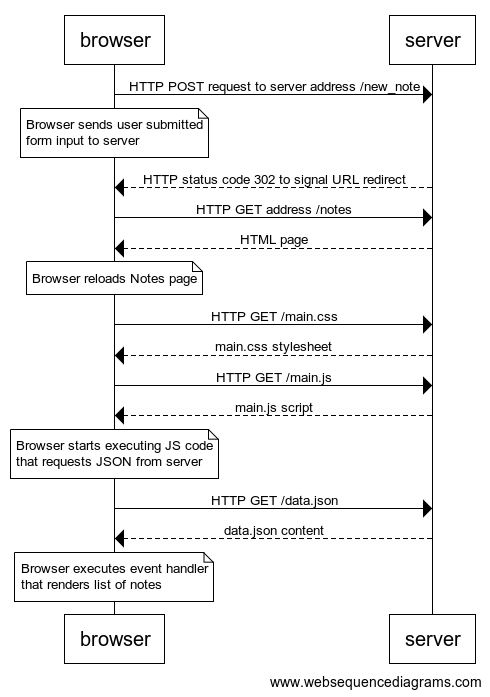 browser
server
HTTP POST request to server address /new_note
Browser sends user submitted
form input to server
HTTP status code 302 to signal URL redirect
HTTP GET address /notes
HTML page
Browser reloads Notes page
HTTP GET /main.css
main.css stylesheet
HTTP GET /main.js
main.js script
Browser starts executing JS code
that requests JSON from server
HTTP GET /data.json
data.json content
Browser executes event handler
that renders list of notes
browser
server
www.websequencediagrams.com